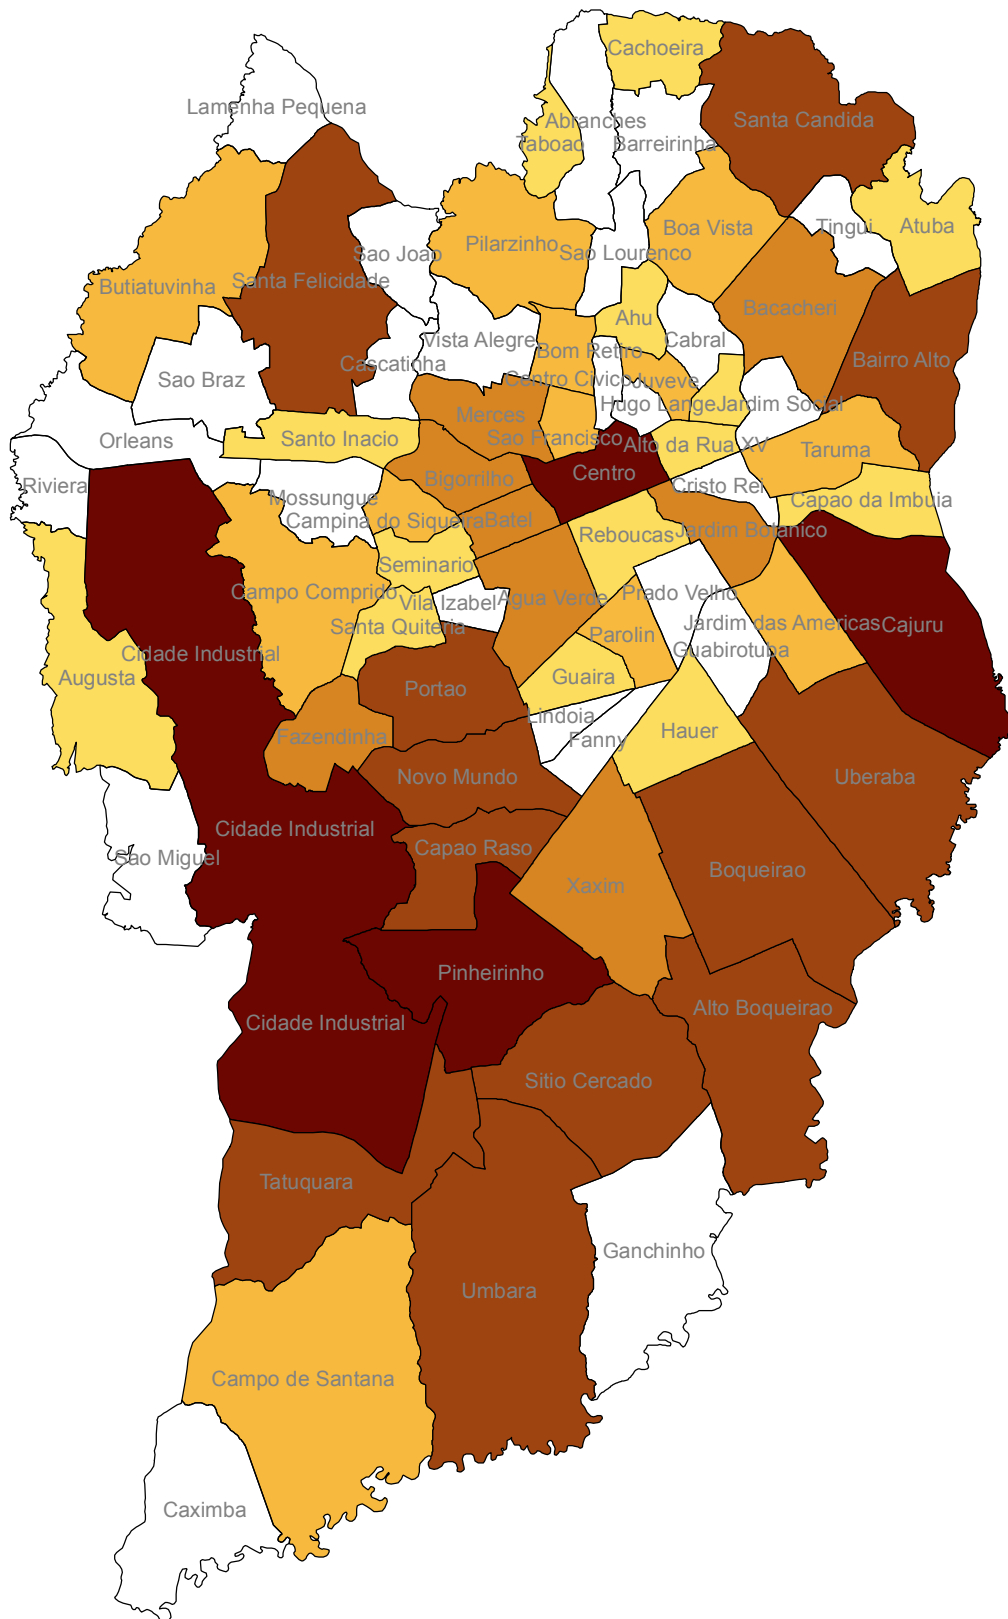 Cachoeira
Lamenha Pequena
Abranches
Santa Candida
Taboao
Barreirinha
Atuba
Tingui
Boa Vista
Pilarzinho
Sao Joao
Sao Lourenco
Santa Felicidade
Butiatuvinha
Bacacheri
Ahu
Vista Alegre
Cabral
Bom Retiro
Bairro Alto
Cascatinha
Sao Braz
Centro Civico
Juveve
Hugo Lange
Jardim Social
Merces
Sao Francisco
Orleans
Santo Inacio
Alto da Rua XV
Taruma
Centro
Bigorrilho
Riviera
Cristo Rei
Mossungue
Capao da Imbuia
Campina do Siqueira
Batel
Reboucas
Jardim Botanico
Seminario
Campo Comprido
Vila Izabel
Agua Verde
Prado Velho
Santa Quiteria
Parolin
Jardim das Americas
Cajuru
Guabirotuba
Cidade Industrial
Augusta
Guaira
Portao
Lindoia
Fazendinha
Fanny
Hauer
Novo Mundo
Uberaba
Cidade Industrial
Capao Raso
Sao Miguel
Boqueirao
Xaxim
Pinheirinho
Alto Boqueirao
Cidade Industrial
Sitio Cercado
Tatuquara
Ganchinho
Umbara
Campo de Santana
Caximba